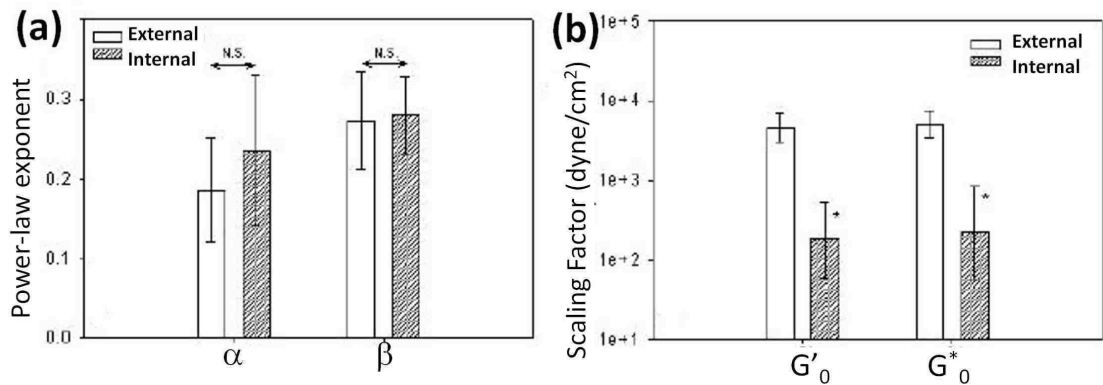 (a)
External
Internal
N.S.
N.S.
Power-law exponent
0.3
0.2
0.1
0.0
α
β
(b)
External
Internal
Scaling Factor (dyne/cm²)
1e+5
1e+4
1e+3
1e+2
1e+1
*
*
G′₀
G*₀